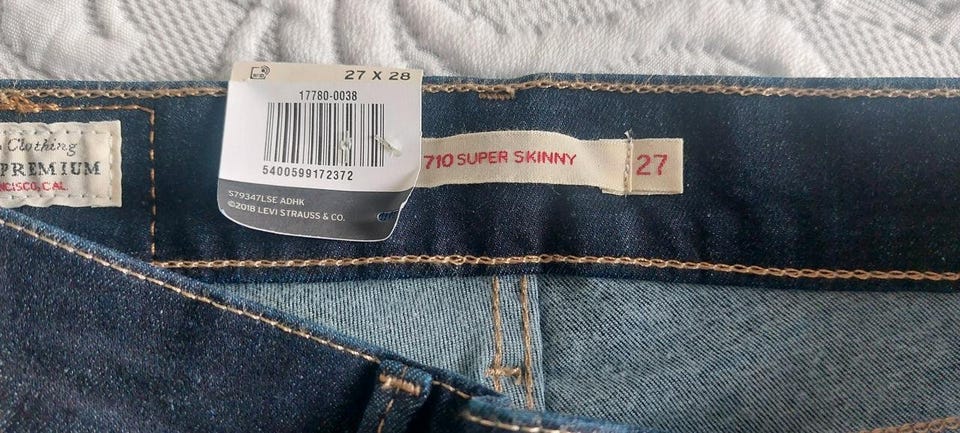 27 X 28
17780-0038
5400599172372
S79347LSE ADHK
©2018 LEVI STRAUSS & CO.
Clothing
PREMIUM
NCISCO, CAL.
710 SUPER SKINNY
27